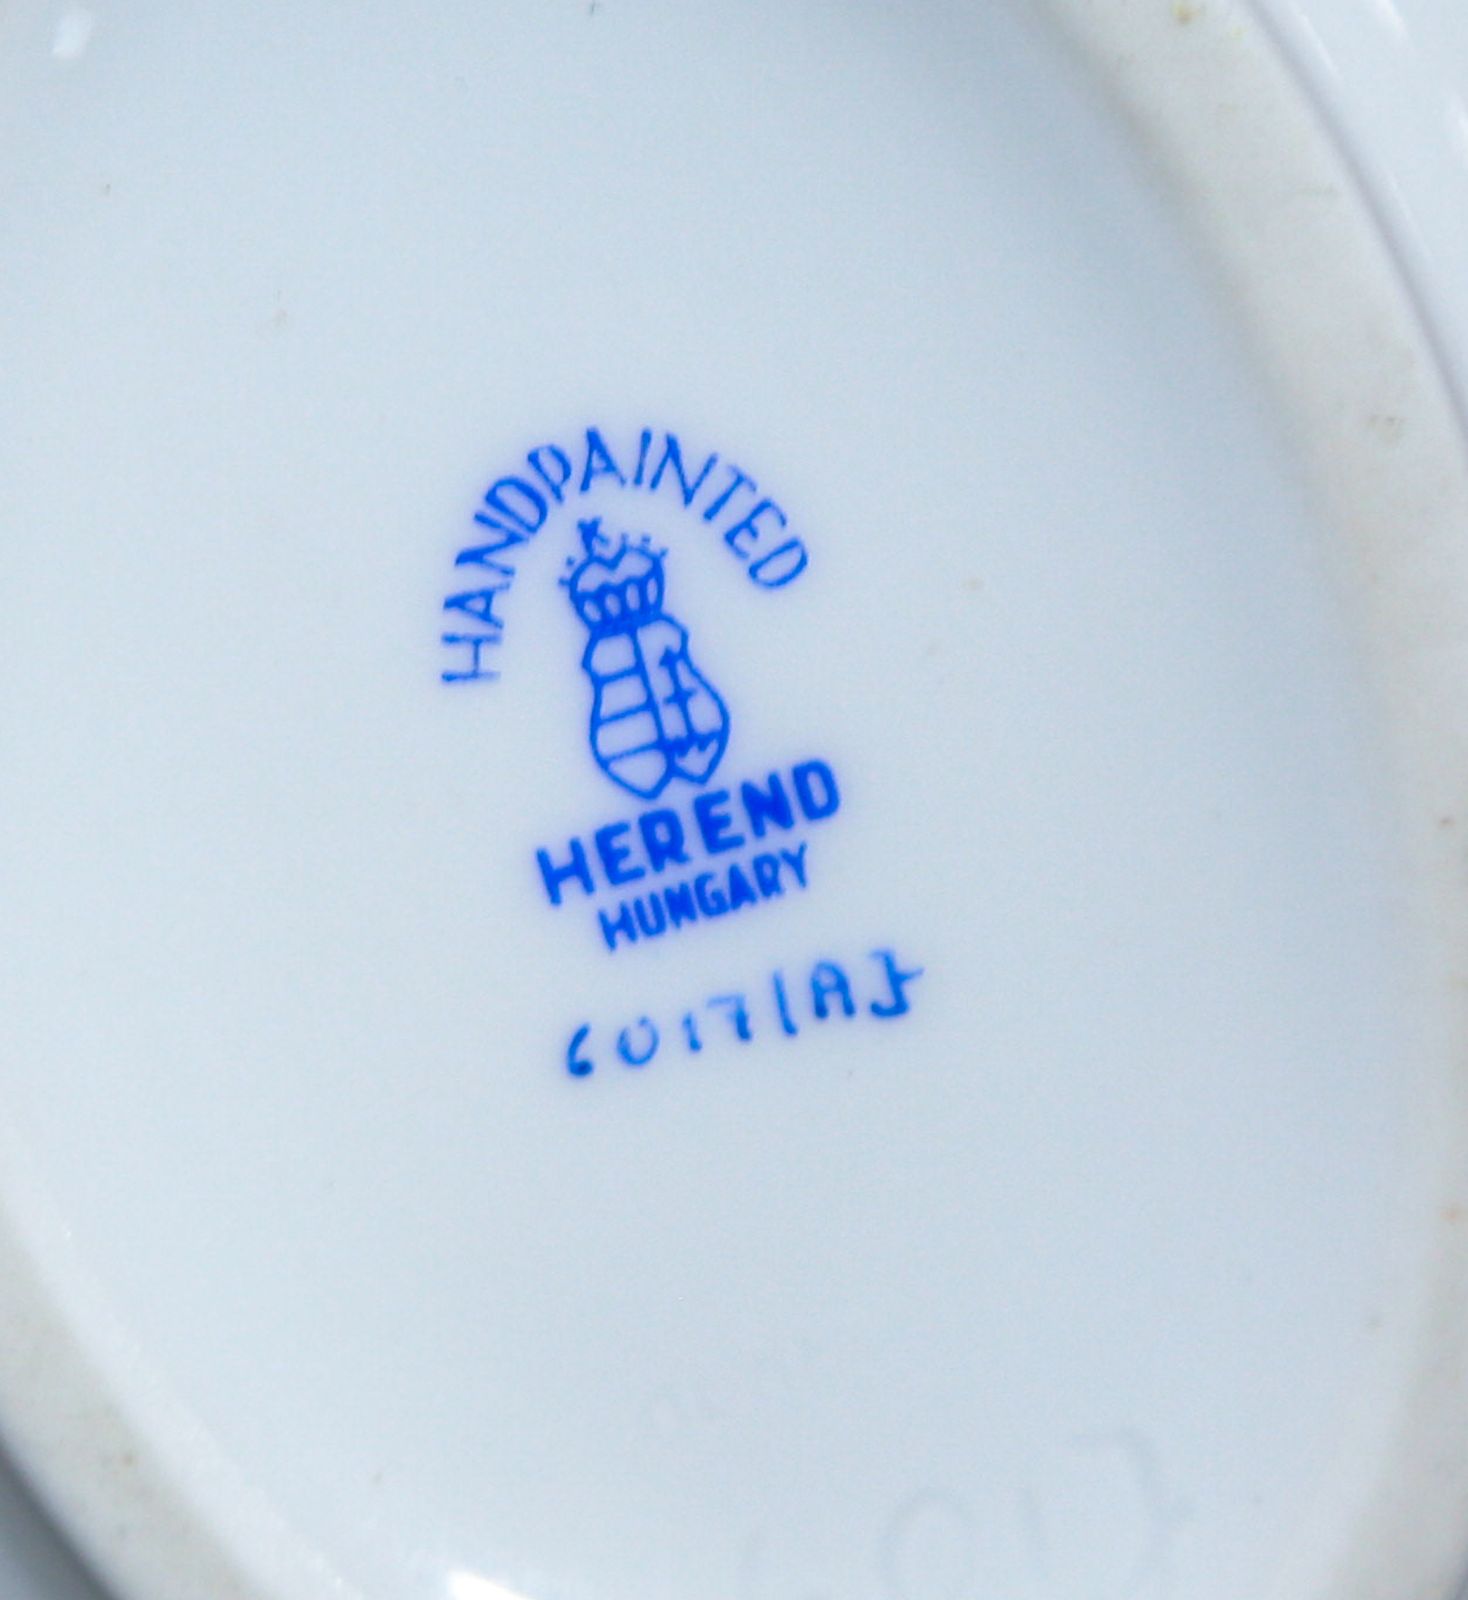 HANDPAINTED
HEREND
HUNGARY
6017/AJ